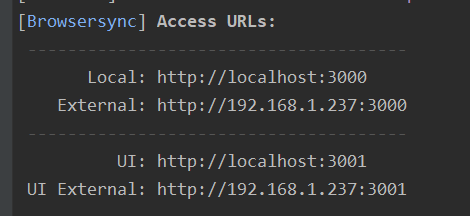 [Browsersync] Access URLs:
--------------------------------------
Local: http://localhost:3000
External: http://192.168.1.237:3000
--------------------------------------
UI: http://localhost:3001
UI External: http://192.168.1.237:3001